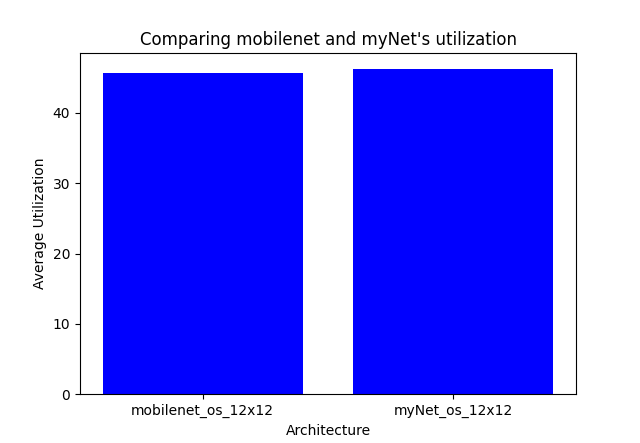 Comparing mobilenet and myNet's utilization
Average Utilization
40
30
20
10
0
mobilenet_os_12x12
myNet_os_12x12
Architecture